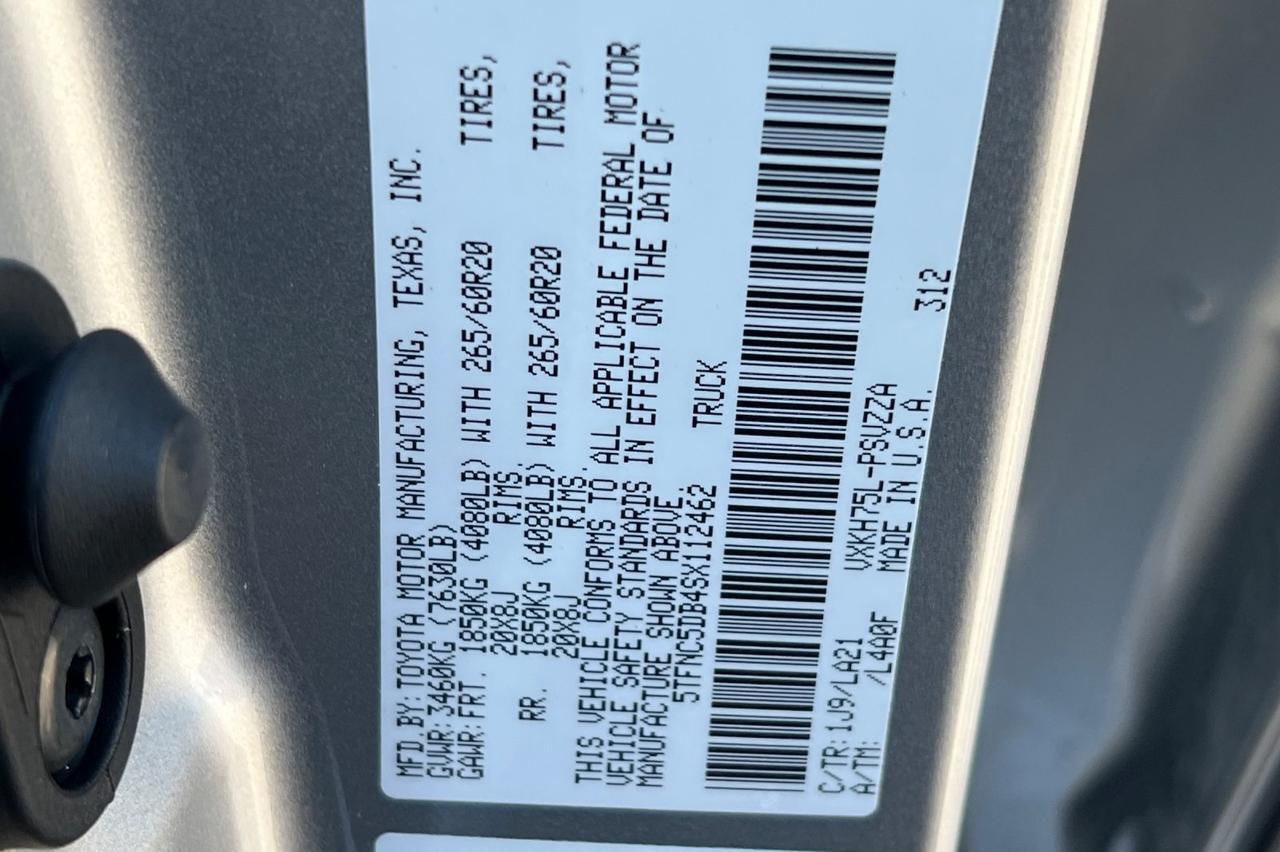 MFD.BY:TOYOTA MOTOR MANUFACTURING, TEXAS, INC.
GVWR:3460KG (7630LB)
GAWR:FRT. 1850KG (4080LB) WITH 265/60R20 TIRES,
20X8J RIMS
RR. 1850KG (4080LB) WITH 265/60R20 TIRES,
20X8J RIMS.
THIS VEHICLE CONFORMS TO ALL APPLICABLE FEDERAL MOTOR
VEHICLE SAFETY STANDARDS IN EFFECT ON THE DATE OF
MANUFACTURE SHOWN ABOVE.
5TFNC5DB4SX112462 TRUCK
C/TR:1J9/LA21 VXKH75L-PSVZZA
A/TM: /L4A0F MADE IN U.S.A. 312